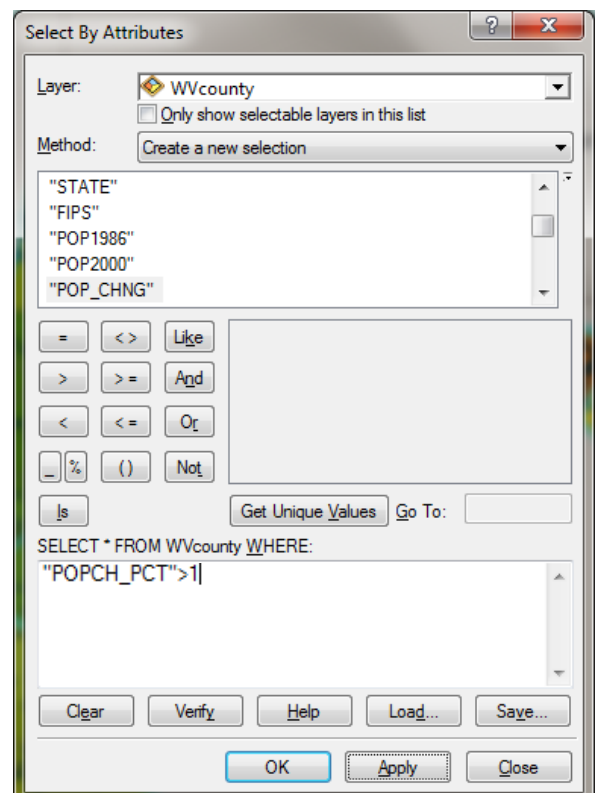 Select By Attributes
? X
Layer: WVcounty
Only show selectable layers in this list
Method: Create a new selection
"STATE"
"FIPS"
"POP1986"
"POP2000"
"POP_CHNG"
= < > Like
> > = And
< < = Or
_ % ( ) Not
Is Get Unique Values Go To:
SELECT * FROM WVcounty WHERE:
"POPCH_PCT">1
Clear Verify Help Load... Save...
OK Apply Close